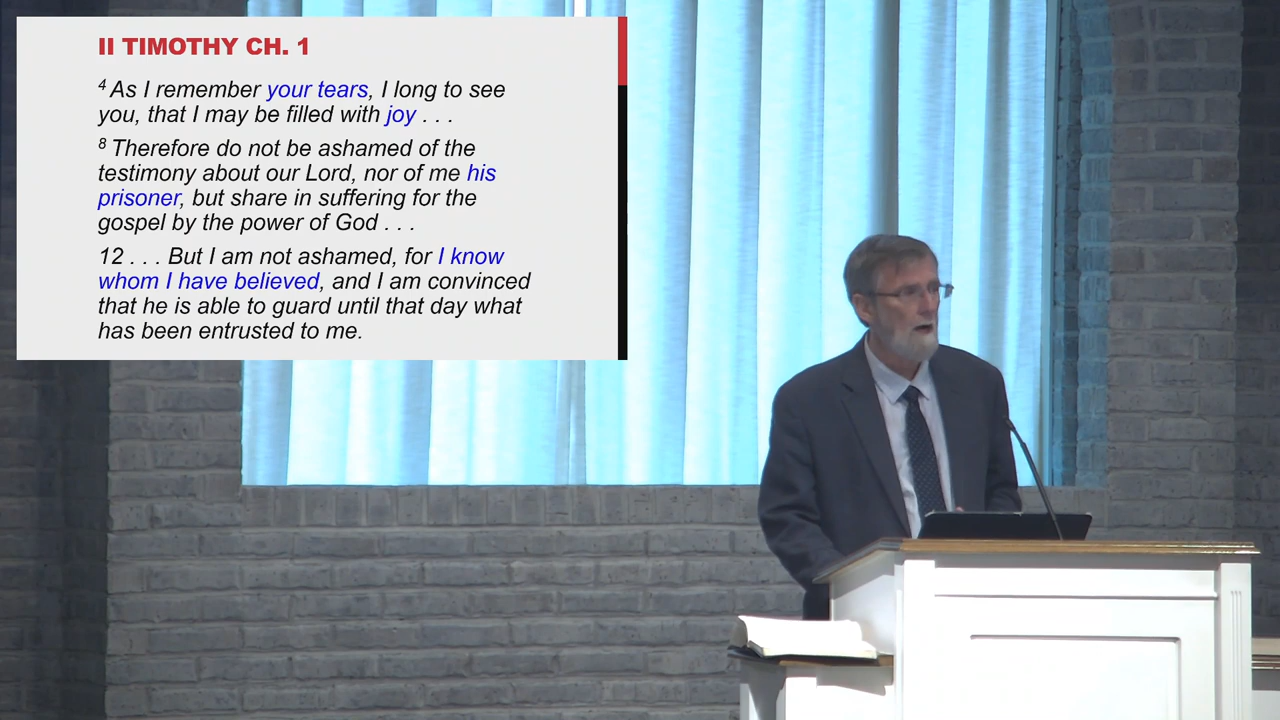 II TIMOTHY CH. 1
4 As I remember your tears, I long to see
you, that I may be filled with joy . . .
8 Therefore do not be ashamed of the
testimony about our Lord, nor of me his
prisoner, but share in suffering for the
gospel by the power of God . . .
12 . . . But I am not ashamed, for I know
whom I have believed, and I am convinced
that he is able to guard until that day what
has been entrusted to me.